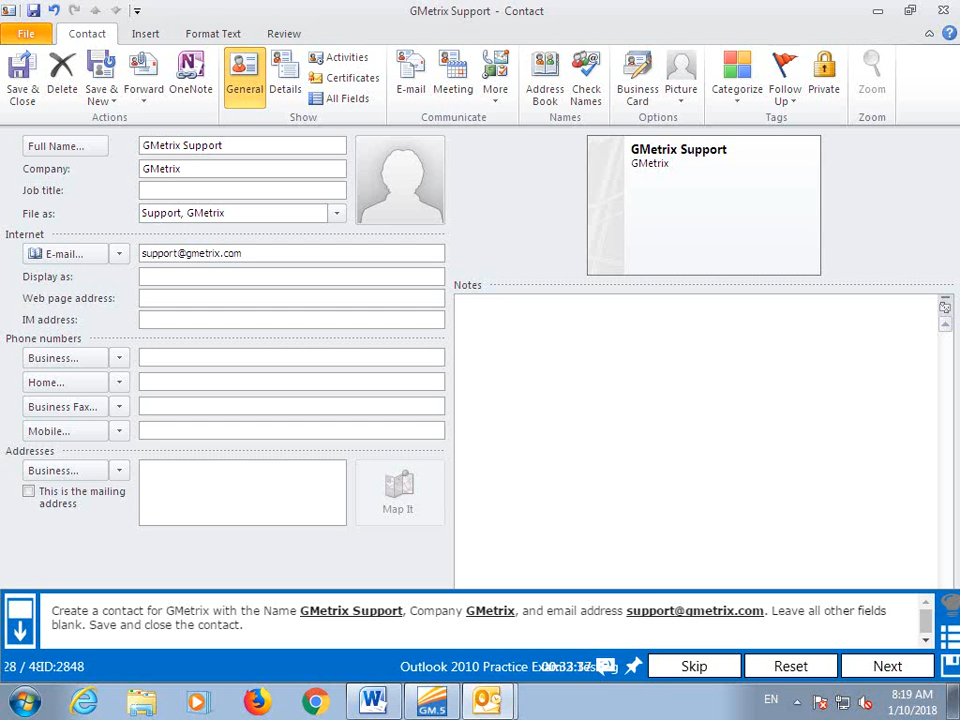 GMetrix Support - Contact
File Contact Insert Format Text Review
Save & Close Delete Save & New Forward OneNote General Details Activities Certificates All Fields E-mail Meeting More Address Book Check Names Business Card Picture Categorize Follow Up Private Zoom
Actions Show Communicate Names Options Tags Zoom
Full Name... GMetrix Support
Company: GMetrix
Job title:
File as: Support, GMetrix
GMetrix Support
GMetrix
Internet
E-mail... support@gmetrix.com
Display as:
Web page address:
IM address:
Notes
Phone numbers
Business...
Home...
Business Fax...
Mobile...
Addresses
Business...
This is the mailing
address
Map It
Create a contact for GMetrix with the Name GMetrix Support, Company GMetrix, and email address support@gmetrix.com. Leave all other fields
blank. Save and close the contact.
28 / 48ID:2848 Outlook 2010 Practice Skip Reset Next
GM.5
EN 8:19 AM
1/10/2018